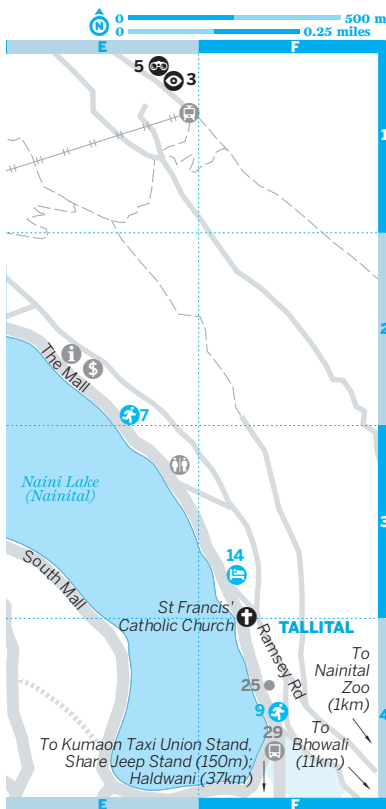 N
0 500 m
0 0.25 miles
E F
5
3
1
2
i
$
The Mall
7
Naini Lake
(Nainital)
3
South Mall
14
St Francis'
Catholic Church
TALLITAL
Ramsey Rd
To
Nainital
Zoo
(1km)
25
9
4
To
Bhowali
(11km)
29
To Kumaon Taxi Union Stand,
Share Jeep Stand (150m);
Haldwani (37km)
E F